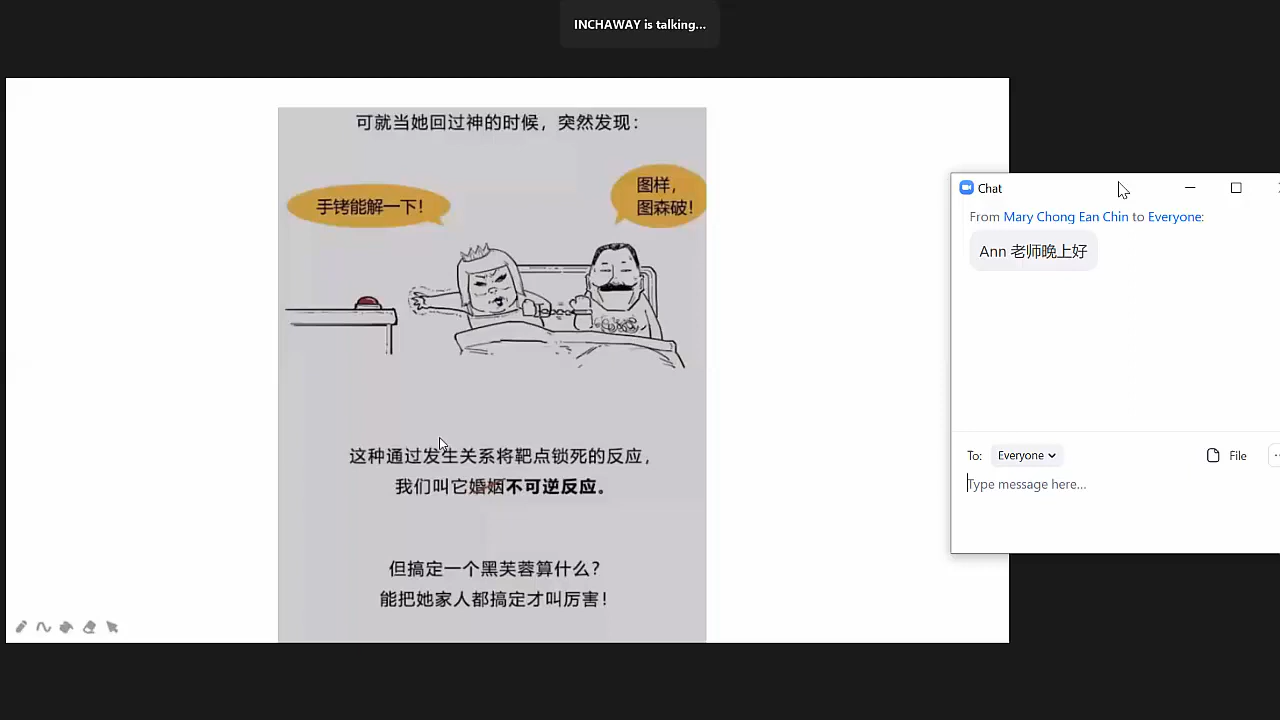 INCHAWAY is talking...
可就当她回过神的时候，突然发现：
手铐能解一下！
图样，
图森破！
这种通过发生关系将靶点锁死的反应，
我们叫它婚姻不可逆反应。
但搞定一个黑芙蓉算什么？
能把她家人都搞定才叫厉害！
Chat
From Mary Chong Ean Chin to Everyone:
Ann 老师晚上好
To: Everyone
File
Type message here...